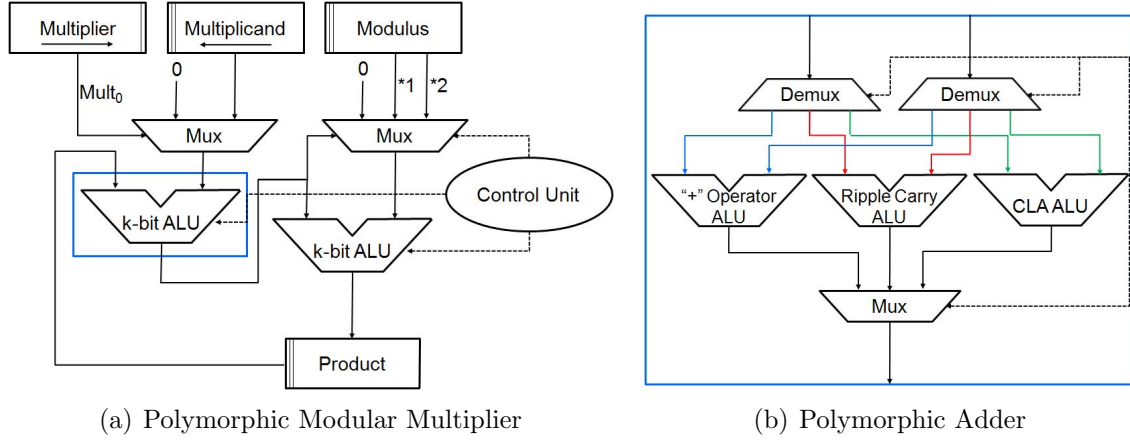 Multiplier
Multiplicand
Modulus
0
0
*1
*2
Mult0
Mux
Mux
Control Unit
k-bit ALU
k-bit ALU
Product
(a) Polymorphic Modular Multiplier
Demux
Demux
“+” Operator
ALU
Ripple Carry
ALU
CLA ALU
Mux
(b) Polymorphic Adder